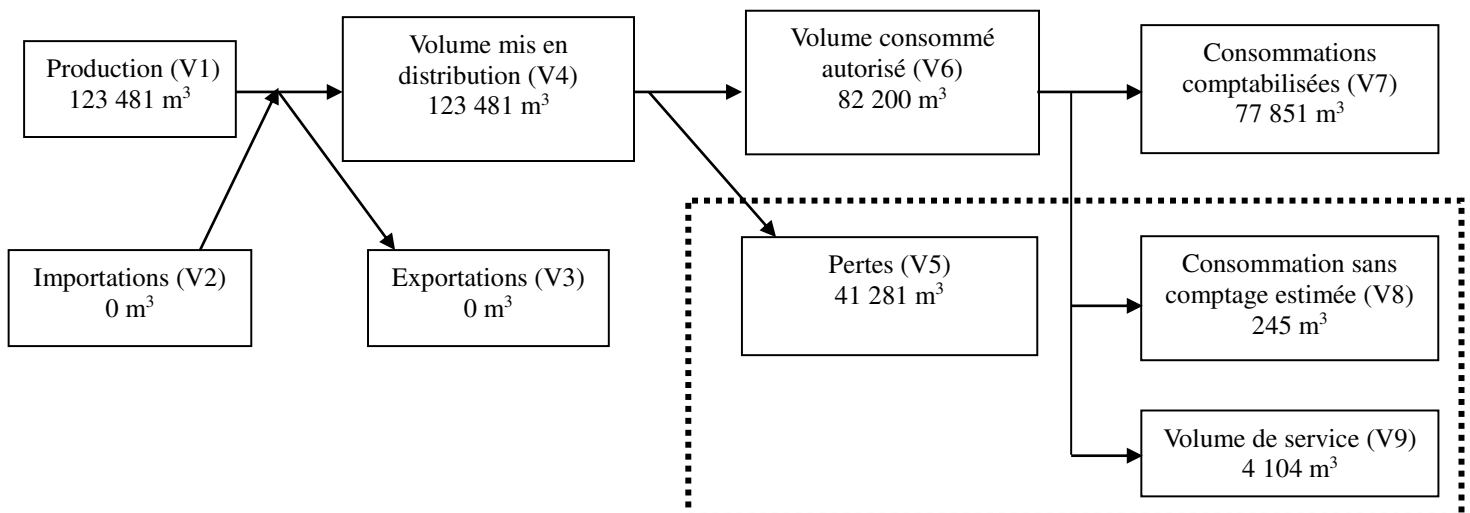 Production (V1)
123 481 m³
Volume mis en
distribution (V4)
123 481 m³
Volume consommé
autorisé (V6)
82 200 m³
Consommations
comptabilisées (V7)
77 851 m³
Importations (V2)
0 m³
Exportations (V3)
0 m³
Pertes (V5)
41 281 m³
Consommation sans
comptage estimée (V8)
245 m³
Volume de service (V9)
4 104 m³